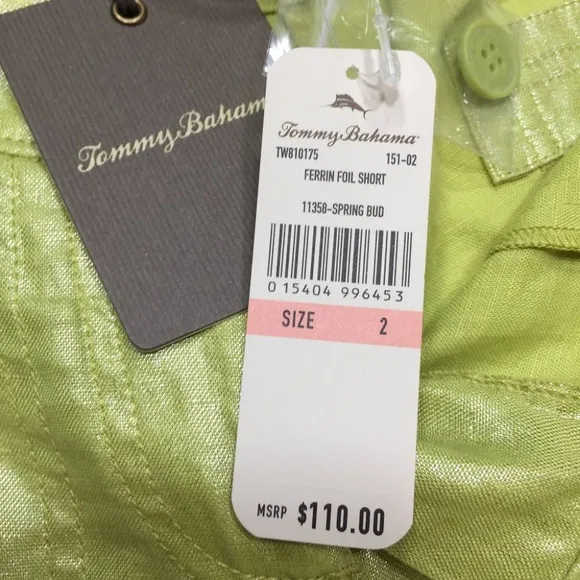 Tommy Bahama
Tommy Bahama
TW810175 151-02
FERRIN FOIL SHORT
11358-SPRING BUD
0 15404 996453
SIZE 2
MSRP $110.00